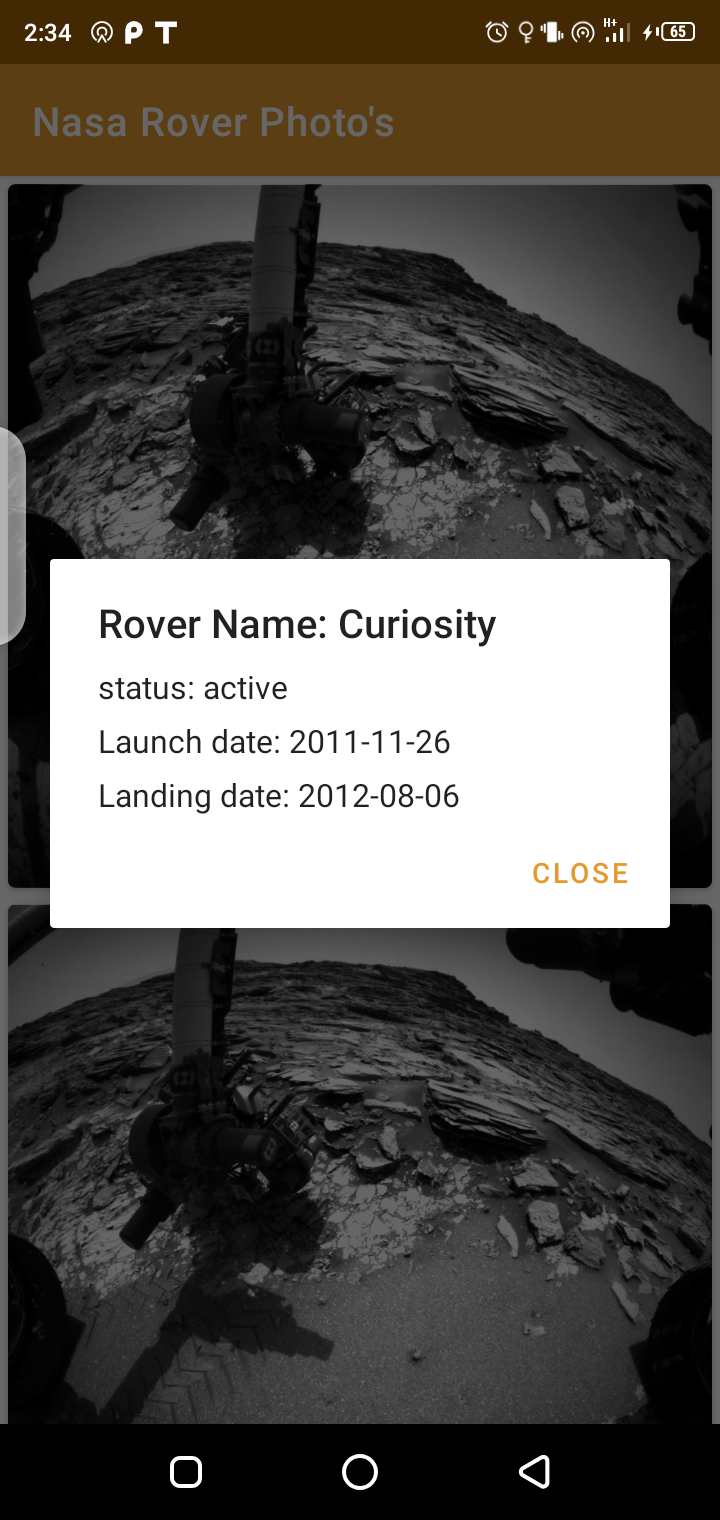 2:34
H+
65
Nasa Rover Photo's
Rover Name: Curiosity
status: active
Launch date: 2011-11-26
Landing date: 2012-08-06
CLOSE